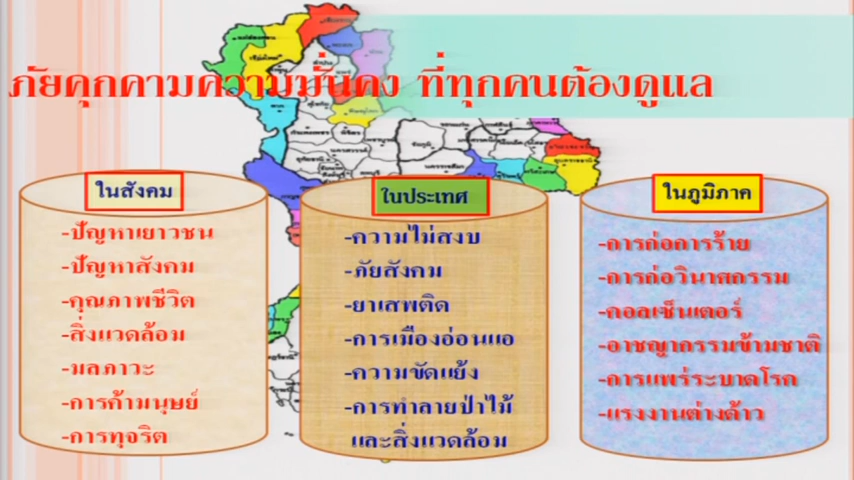 ภัยคุกคามความมั่นคง ที่ทุกคนต้องดูแล
ในสังคม
-ปัญหาเยาวชน
-ปัญหาสังคม
-คุณภาพชีวิต
-สิ่งแวดล้อม
-มลภาวะ
-การค้ามนุษย์
-การทุจริต
ในประเทศ
-ความไม่สงบ
-ภัยสังคม
-ยาเสพติด
-การเมืองอ่อนแอ
-ความขัดแย้ง
-การทำลายป่าไม้
และสิ่งแวดล้อม
ในภูมิภาค
-การก่อการร้าย
-การก่อวินาศกรรม
-คอลเซ็นเตอร์
-อาชญากรรมข้ามชาติ
-การแพร่ระบาดโรค
-แรงงานต่างด้าว